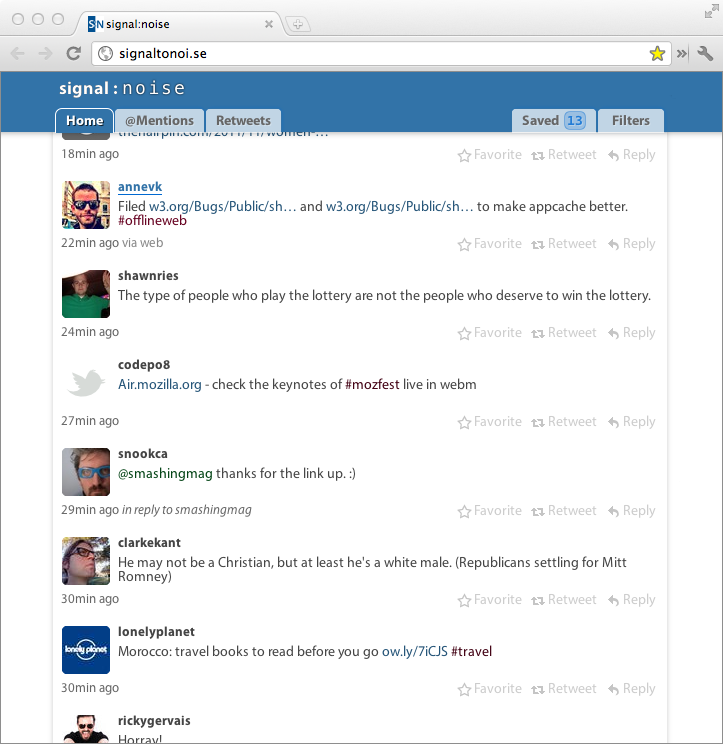 signal:noise
signaltonoi.se
signal : noise
Home @Mentions Retweets Saved 13 Filters
thehairpin.com/2011/11/women-…
18min ago Favorite Retweet Reply
annevk
Filed w3.org/Bugs/Public/sh… and w3.org/Bugs/Public/sh… to make appcache better.
#offlineweb
22min ago via web Favorite Retweet Reply
shawnries
The type of people who play the lottery are not the people who deserve to win the lottery.
24min ago Favorite Retweet Reply
codepo8
Air.mozilla.org - check the keynotes of #mozfest live in webm
27min ago Favorite Retweet Reply
snookca
@smashingmag thanks for the link up. :)
29min ago in reply to smashingmag Favorite Retweet Reply
clarkekant
He may not be a Christian, but at least he's a white male. (Republicans settling for Mitt
Romney)
30min ago Favorite Retweet Reply
lonelyplanet
lonely planet
Morocco: travel books to read before you go ow.ly/7iCJS #travel
30min ago Favorite Retweet Reply
rickygervais
Horray!